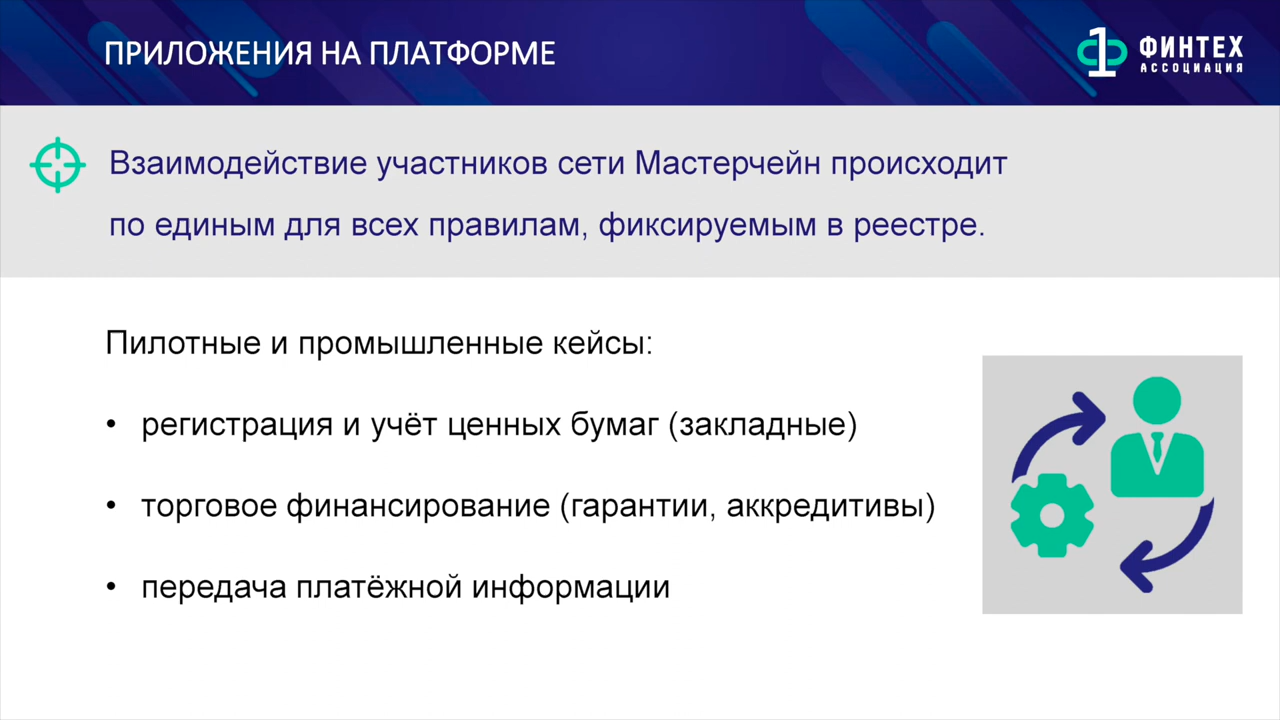 ПРИЛОЖЕНИЯ НА ПЛАТФОРМЕ
ФИНТЕХ
АССОЦИАЦИЯ
Взаимодействие участников сети Мастерчейн происходит
по единым для всех правилам, фиксируемым в реестре.
Пилотные и промышленные кейсы:
• регистрация и учёт ценных бумаг (закладные)
• торговое финансирование (гарантии, аккредитивы)
• передача платёжной информации